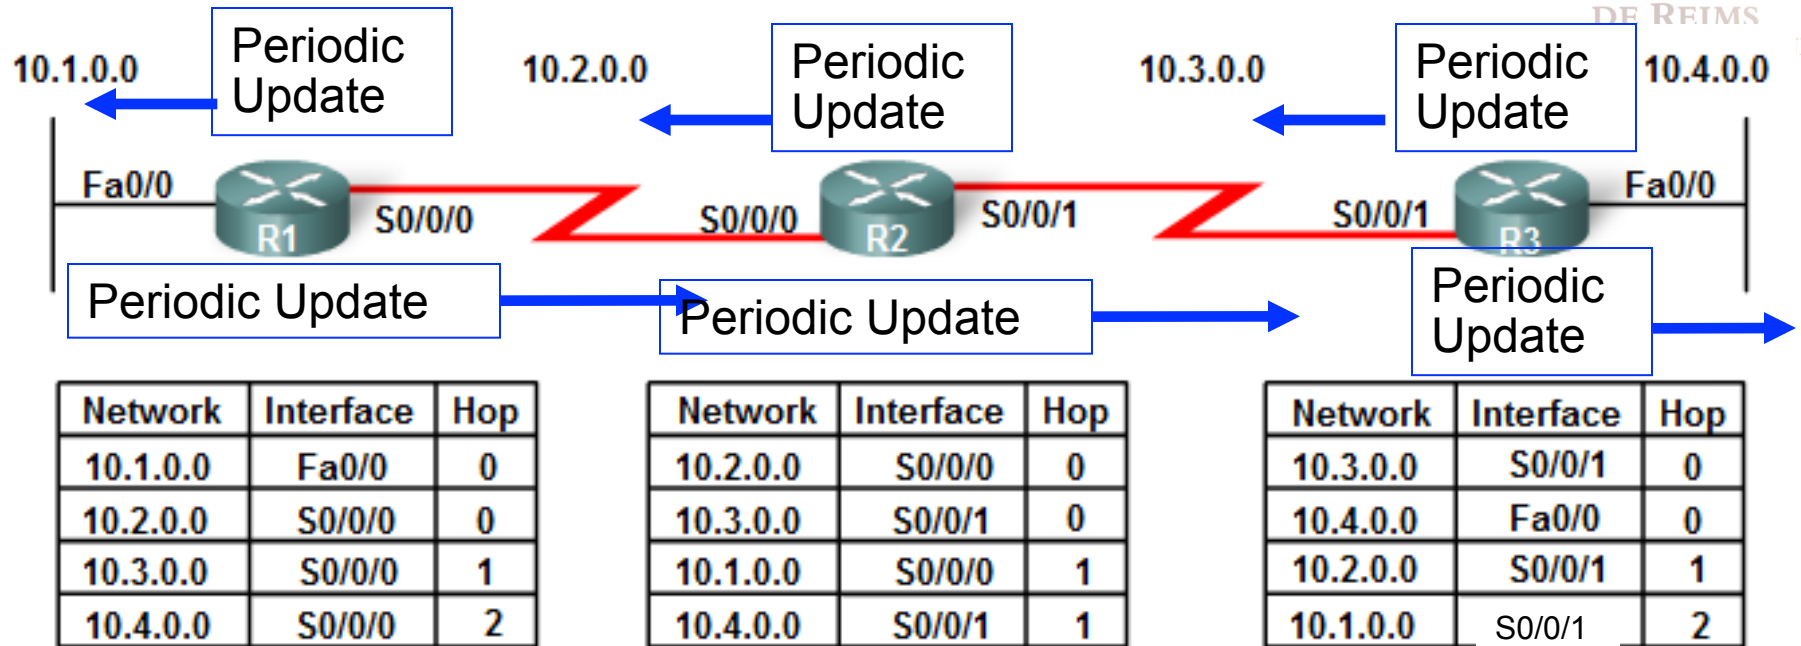 DE REIMS
10.1.0.0
Periodic
Update
10.2.0.0
Periodic
Update
10.3.0.0
Periodic
Update
10.4.0.0
Fa0/0
R1
S0/0/0
S0/0/0
R2
S0/0/1
S0/0/1
R3
Fa0/0
Periodic Update
Periodic Update
Periodic
Update
Network Interface Hop
10.1.0.0 Fa0/0 0
10.2.0.0 S0/0/0 0
10.3.0.0 S0/0/0 1
10.4.0.0 S0/0/0 2
Network Interface Hop
10.2.0.0 S0/0/0 0
10.3.0.0 S0/0/1 0
10.1.0.0 S0/0/0 1
10.4.0.0 S0/0/1 1
Network Interface Hop
10.3.0.0 S0/0/1 0
10.4.0.0 Fa0/0 0
10.2.0.0 S0/0/1 1
10.1.0.0 S0/0/1 2